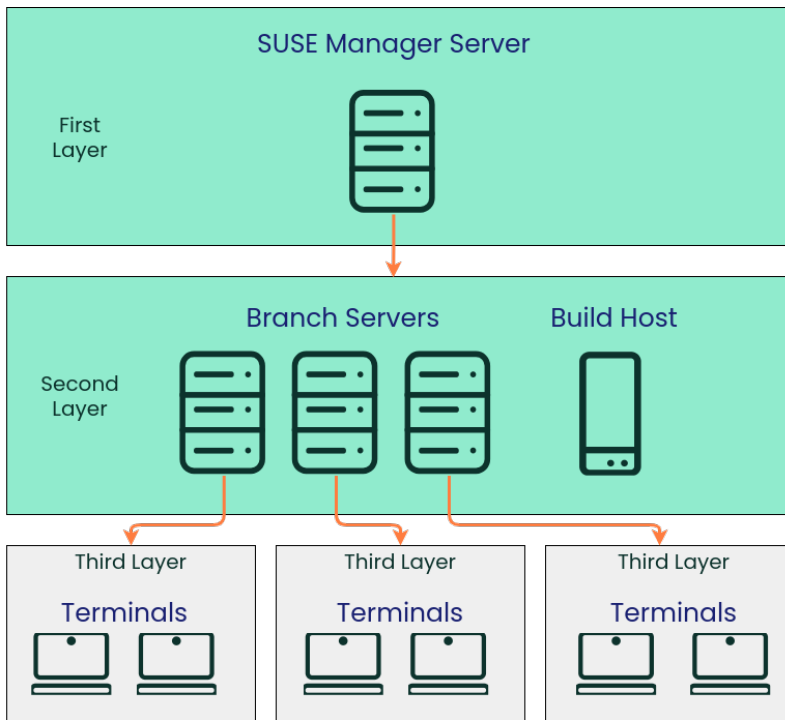 SUSE Manager Server
First
Layer
Branch Servers
Build Host
Second
Layer
Third Layer
Terminals
Third Layer
Terminals
Third Layer
Terminals